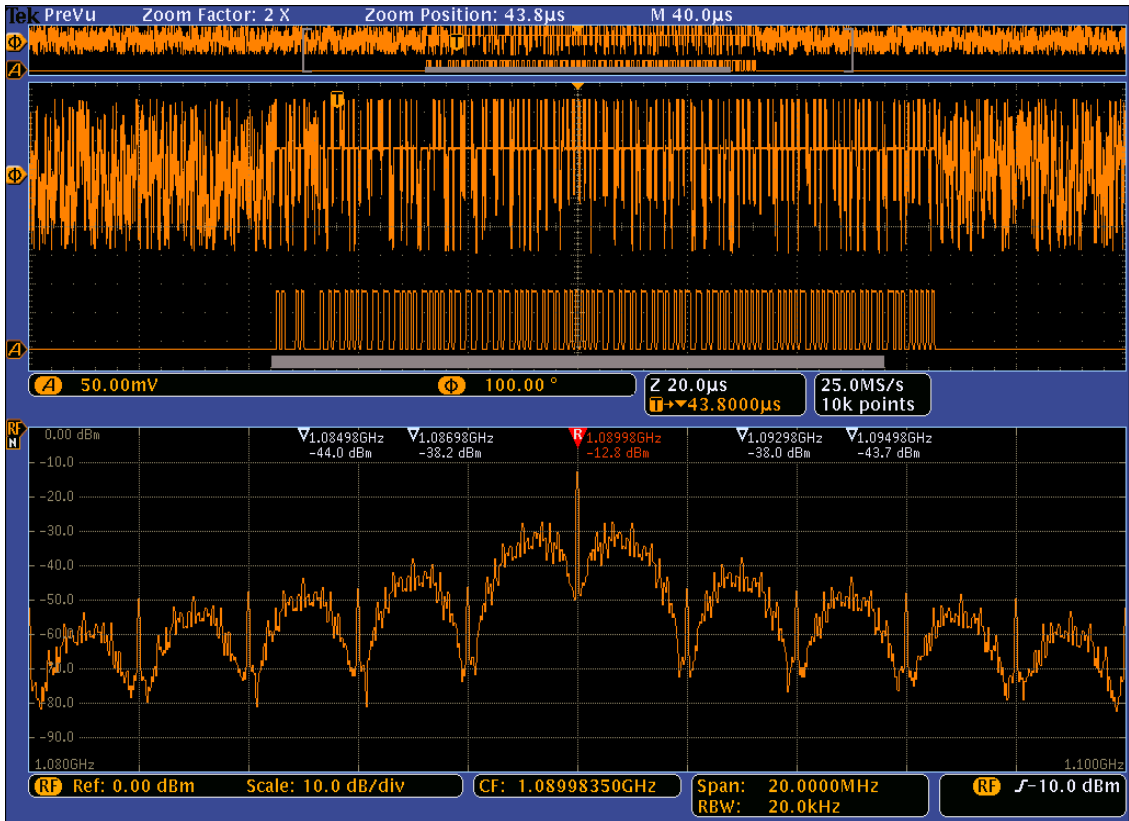 Tek PreVu Zoom Factor: 2 X Zoom Position: 43.8µs M 40.0µs
Φ
T
A
T
Φ
A
A 50.00mV Φ 100.00 ° Z 20.0µs 25.0MS/s
T→▼43.8000µs 10k points
RF
N
0.00 dBm 1.08498GHz 1.08698GHz R 1.08998GHz 1.09298GHz 1.09498GHz
-44.0 dBm -38.2 dBm -12.8 dBm -38.0 dBm -43.7 dBm
-10.0
-20.0
-30.0
-40.0
-50.0
-60.0
-80.0
-90.0
1.080GHz 1.100GHz
RF Ref: 0.00 dBm Scale: 10.0 dB/div CF: 1.08998350GHz Span: 20.0000MHz RF -10.0 dBm
RBW: 20.0kHz